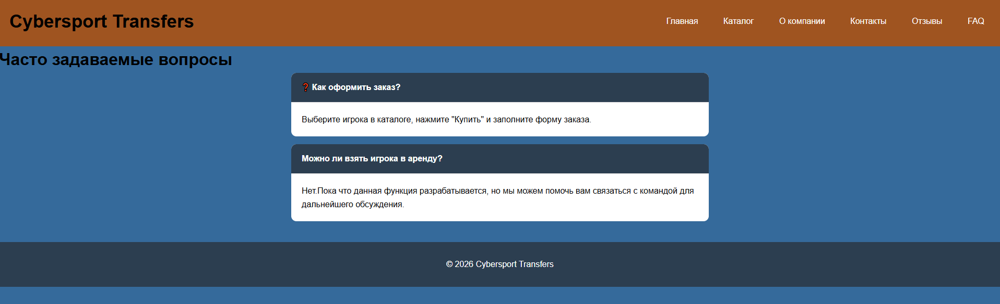 Cybersport Transfers
Главная Каталог О компании Контакты Отзывы FAQ
Часто задаваемые вопросы
❓ Как оформить заказ?
Выберите игрока в каталоге, нажмите "Купить" и заполните форму заказа.
Можно ли взять игрока в аренду?
Нет.Пока что данная функция разрабатывается, но мы можем помочь вам связаться с командой для
дальнейшего обсуждения.
© 2026 Cybersport Transfers